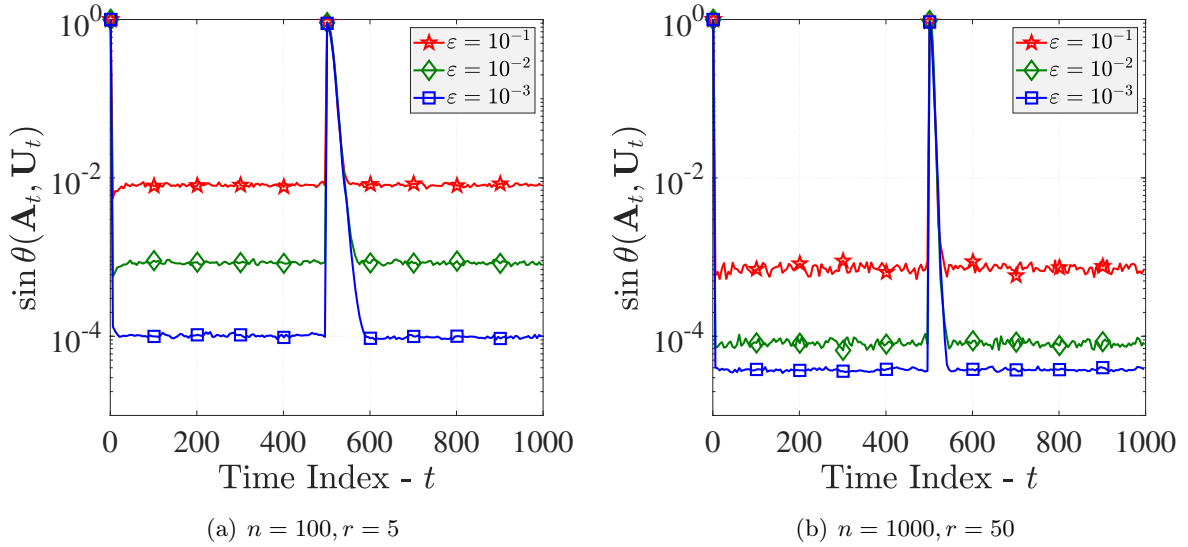 10^0
ε = 10^{-1}
ε = 10^{-2}
ε = 10^{-3}
10^{-2}
10^{-4}
sin θ(A_t, U_t)
0 200 400 600 800 1000
Time Index - t
(a) n = 100, r = 5
10^0
ε = 10^{-1}
ε = 10^{-2}
ε = 10^{-3}
10^{-2}
10^{-4}
sin θ(A_t, U_t)
0 200 400 600 800 1000
Time Index - t
(b) n = 1000, r = 50